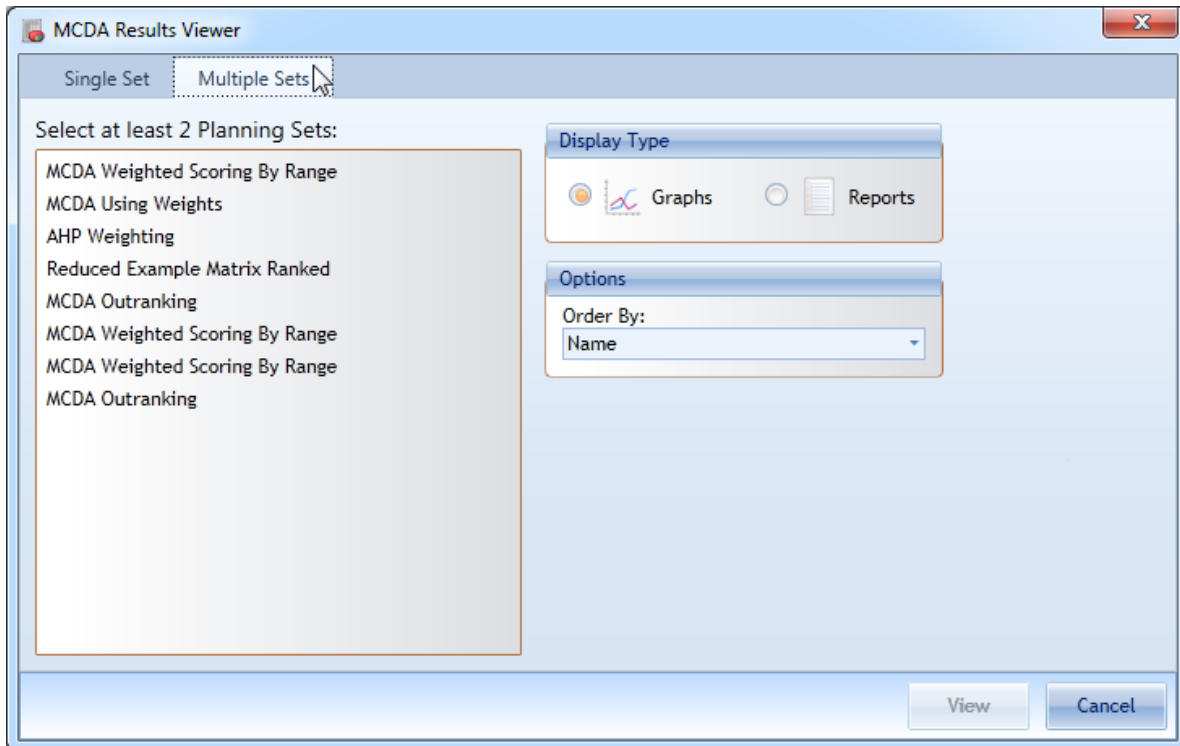 MCDA Results Viewer
Single Set
Multiple Sets
Select at least 2 Planning Sets:
MCDA Weighted Scoring By Range
MCDA Using Weights
AHP Weighting
Reduced Example Matrix Ranked
MCDA Outranking
MCDA Weighted Scoring By Range
MCDA Weighted Scoring By Range
MCDA Outranking
Display Type
Graphs
Reports
Options
Order By:
Name
View
Cancel